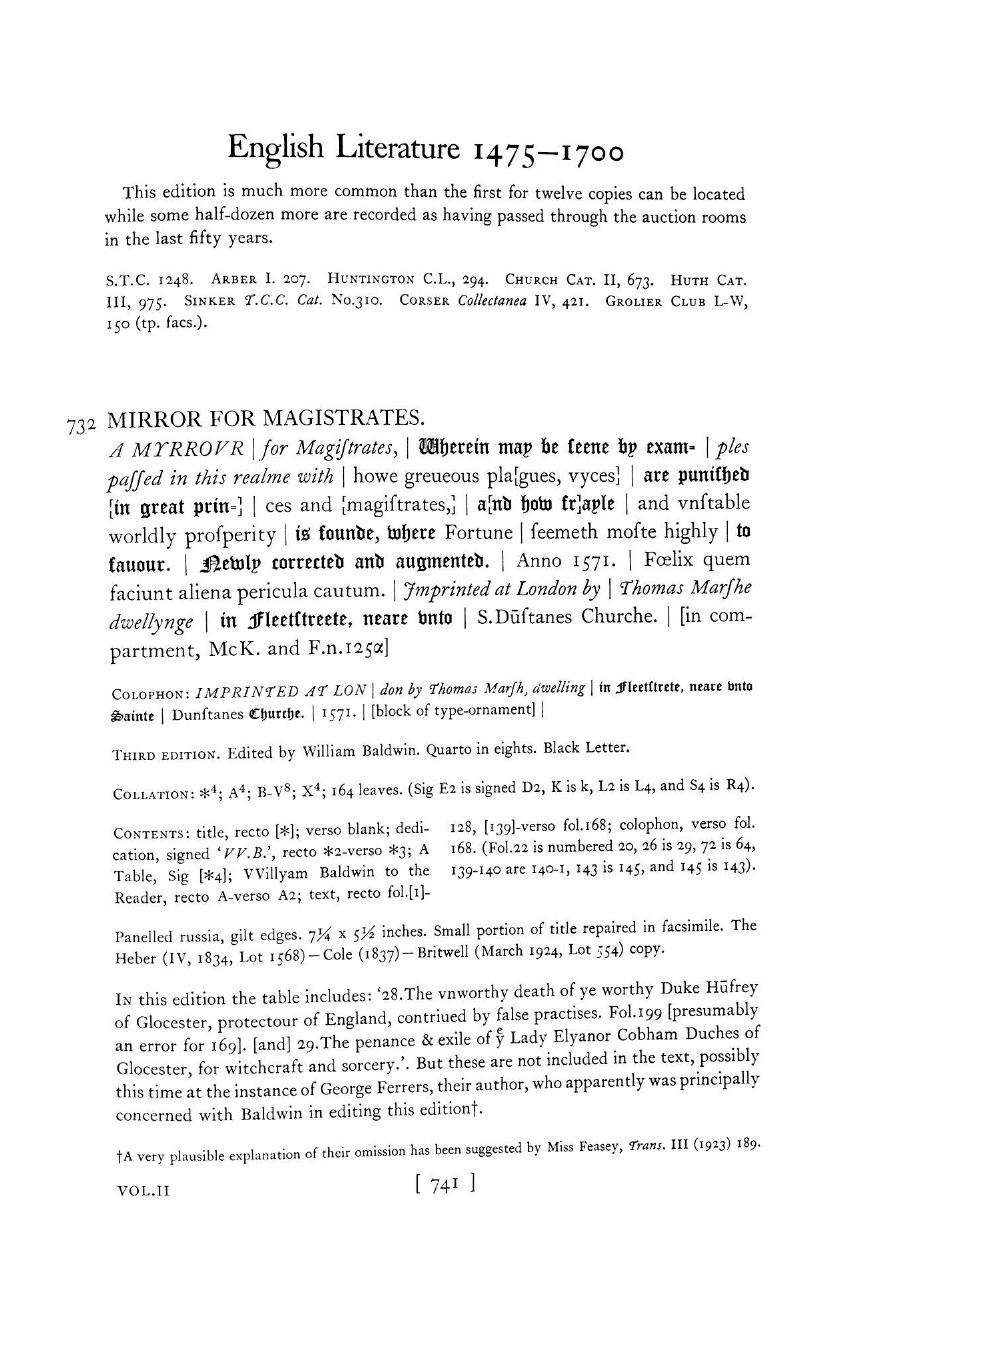 English Literature 1475–1700
This edition is much more common than the first for twelve copies can be located
while some half-dozen more are recorded as having passed through the auction rooms
in the last fifty years.
S.T.C. 1248. Arber I. 207. Huntington C.L., 294. Church Cat. II, 673. Huth Cat.
III, 975. Sinker T.C.C. Cat. No.310. Corser Collectanea IV, 421. Grolier Club L-W,
150 (tp. facs.).
732 MIRROR FOR MAGISTRATES.
A MYRROVR | for Magiſtrates, | Wherein may be ſeene by exam= | ples
paſſed in this realme with | howe greueous pla[gues, vyces] | are puniſhed
[in great prin=] | ces and [magiſtrates,] | a[nd how fr]ayle | and vnſtable
worldly proſperity | is founde, where Fortune | ſeemeth moſte highly | to
fauour. | Newly corrected and augmented. | Anno 1571. | Fœlix quem
faciunt aliena pericula cautum. | Imprinted at London by | Thomas Marſhe
dwellynge | in Fleetſtreete, neare vnto | S.Dūſtanes Churche. | [in com-
partment, McK. and F.n.125α]
Colophon: IMPRINTED AT LON | don by Thomas Marſh, dwelling | in Fleetſtrete, neare vnto
Sainte | Dunſtanes Churche. | 1571. | [block of type-ornament] |
Third edition. Edited by William Baldwin. Quarto in eights. Black Letter.
Collation: *⁴; A⁴; B-V⁸; X⁴; 164 leaves. (Sig E2 is signed D2, K is k, L2 is L4, and S4 is R4).
Contents: title, recto [*]; verso blank; dedi-
cation, signed ‘VV.B.’, recto *2-verso *3; A
Table, Sig [*4]; VVillyam Baldwin to the
Reader, recto A-verso A2; text, recto fol.[1]-
128, [139]-verso fol.168; colophon, verso fol.
168. (Fol.22 is numbered 20, 26 is 29, 72 is 64,
139-140 are 140-1, 143 is 145, and 145 is 143).
Panelled russia, gilt edges. 7¼ x 5½ inches. Small portion of title repaired in facsimile. The
Heber (IV, 1834, Lot 1568) — Cole (1837) — Britwell (March 1924, Lot 554) copy.
In this edition the table includes: ‘28.The vnworthy death of ye worthy Duke Hūfrey
of Glocester, protectour of England, contriued by false practises. Fol.199 [presumably
an error for 169]. [and] 29.The penance & exile of yͤ Lady Elyanor Cobham Duches of
Glocester, for witchcraft and sorcery.’. But these are not included in the text, possibly
this time at the instance of George Ferrers, their author, who apparently was principally
concerned with Baldwin in editing this edition†.
†A very plausible explanation of their omission has been suggested by Miss Feasey, Trans. III (1923) 189.
VOL.II [ 741 ]